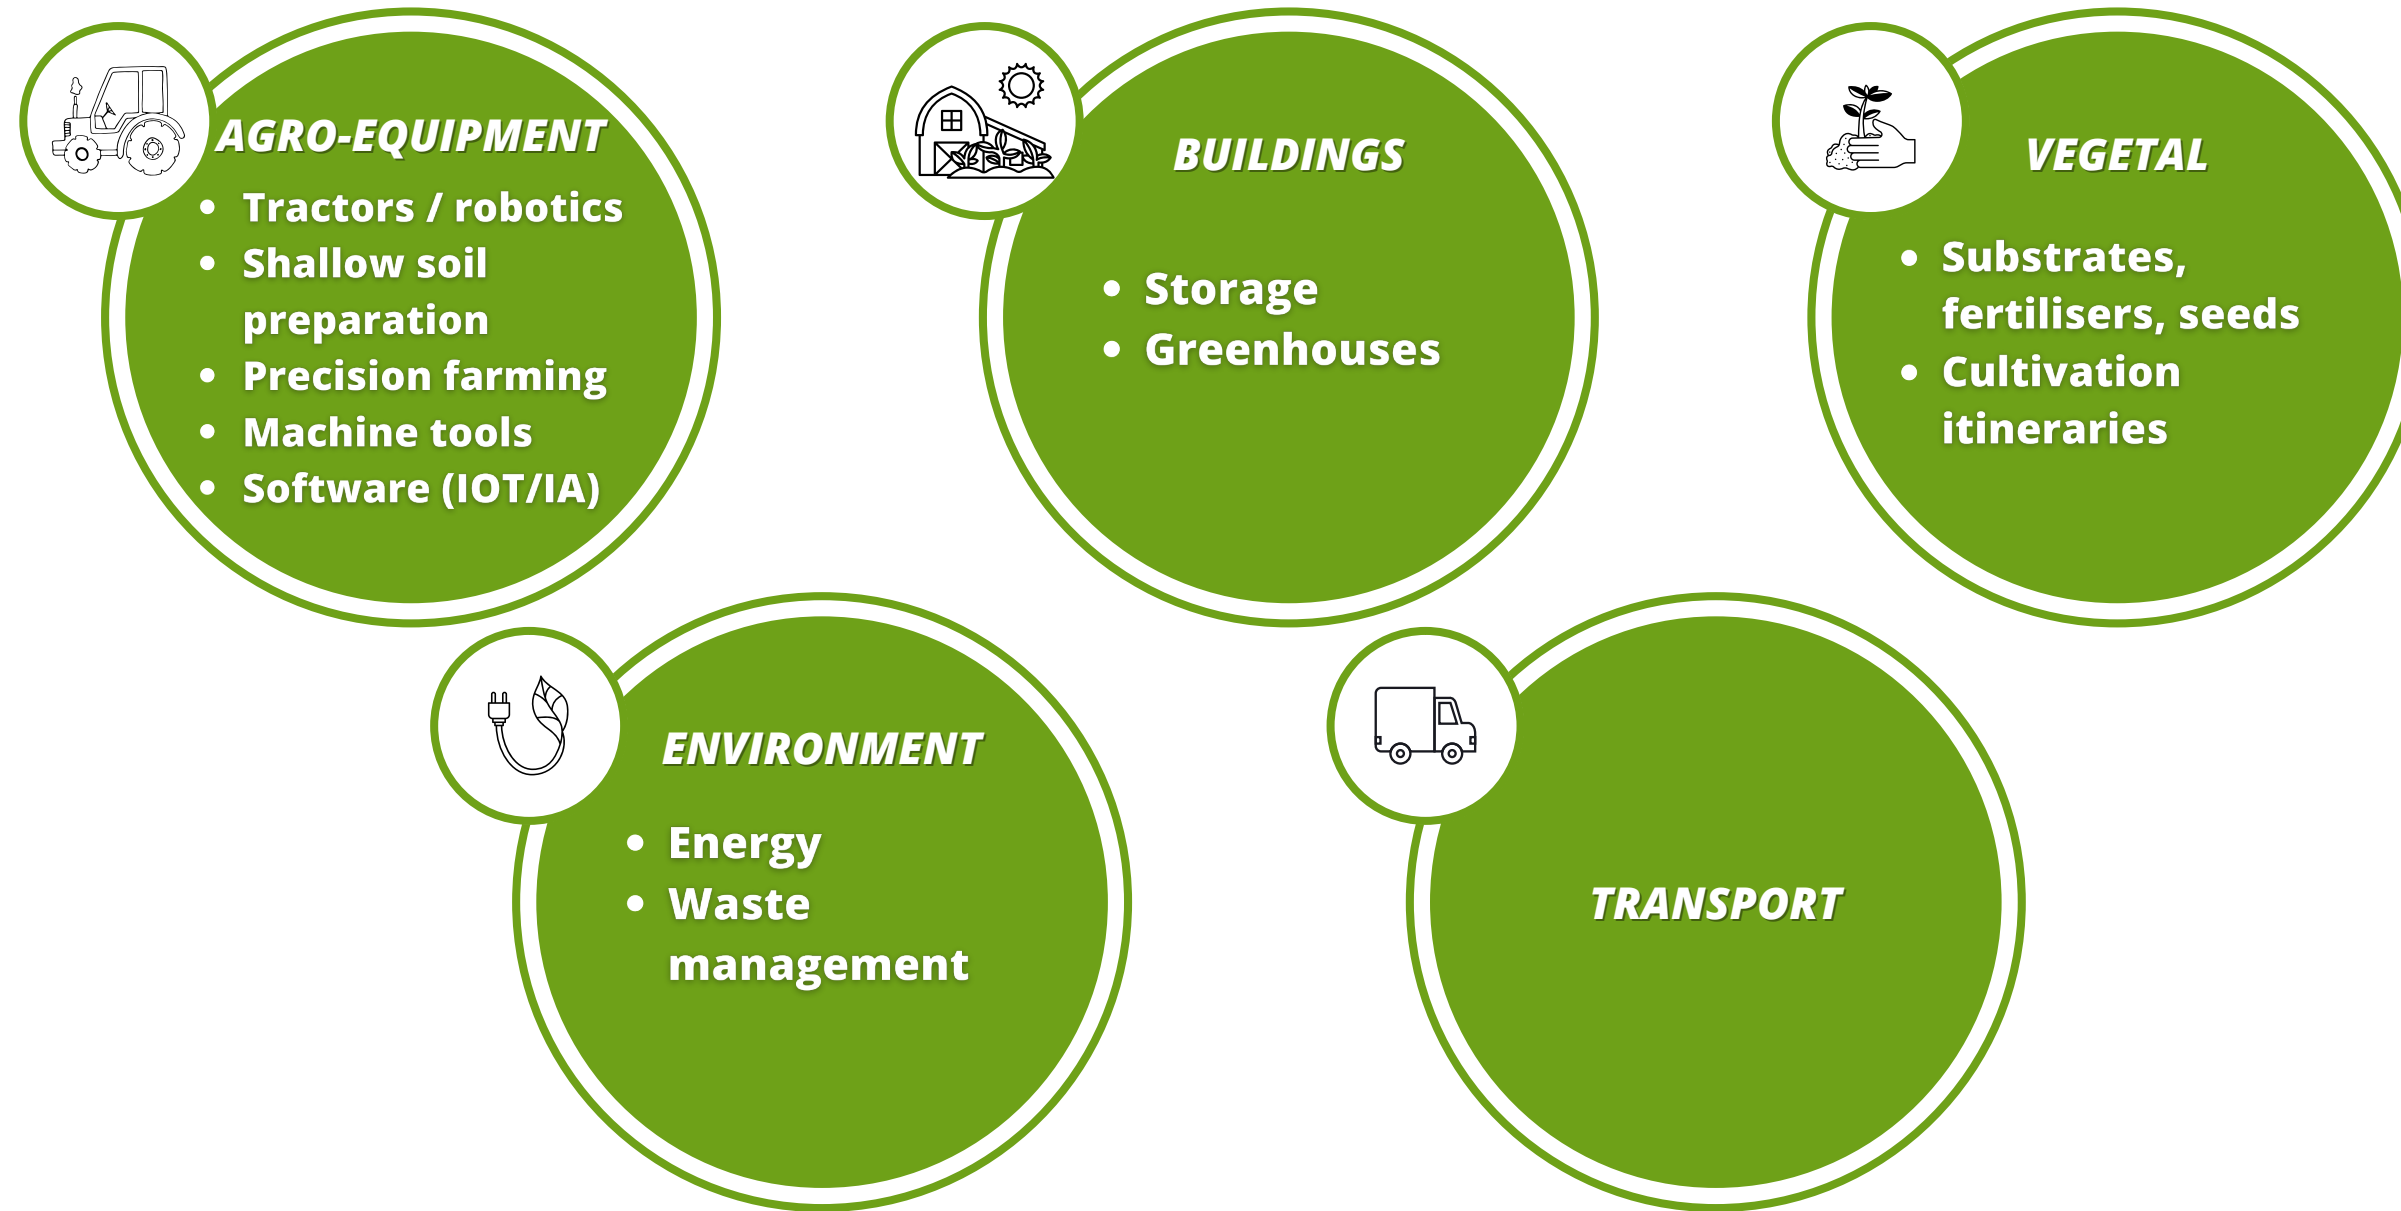 AGRO-EQUIPMENT
• Tractors / robotics
• Shallow soil
preparation
• Precision farming
• Machine tools
• Software (IOT/IA)
BUILDINGS
• Storage
• Greenhouses
VEGETAL
• Substrates,
fertilisers, seeds
• Cultivation
itineraries
ENVIRONMENT
• Energy
• Waste
management
TRANSPORT